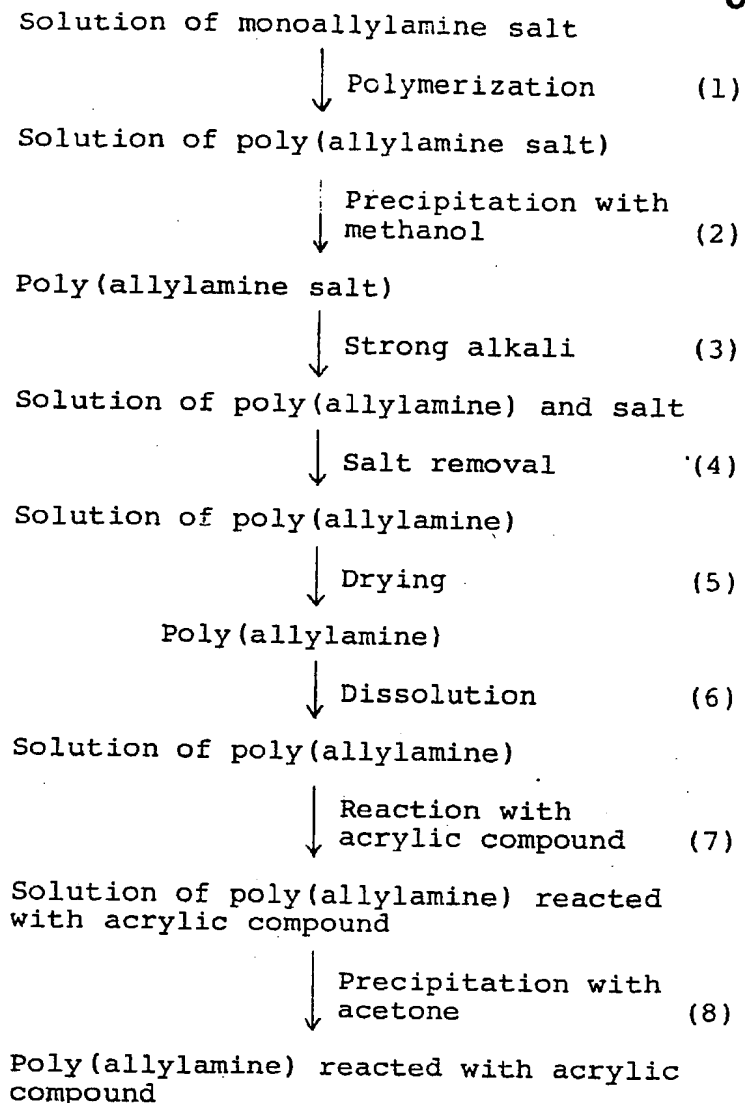 Solution of monoallylamine salt
Polymerization (1)
Solution of poly(allylamine salt)
Precipitation with
methanol (2)
Poly(allylamine salt)
Strong alkali (3)
Solution of poly(allylamine) and salt
Salt removal (4)
Solution of poly(allylamine)
Drying (5)
Poly(allylamine)
Dissolution (6)
Solution of poly(allylamine)
Reaction with
acrylic compound (7)
Solution of poly(allylamine) reacted
with acrylic compound
Precipitation with
acetone (8)
Poly(allylamine) reacted with acrylic
compound